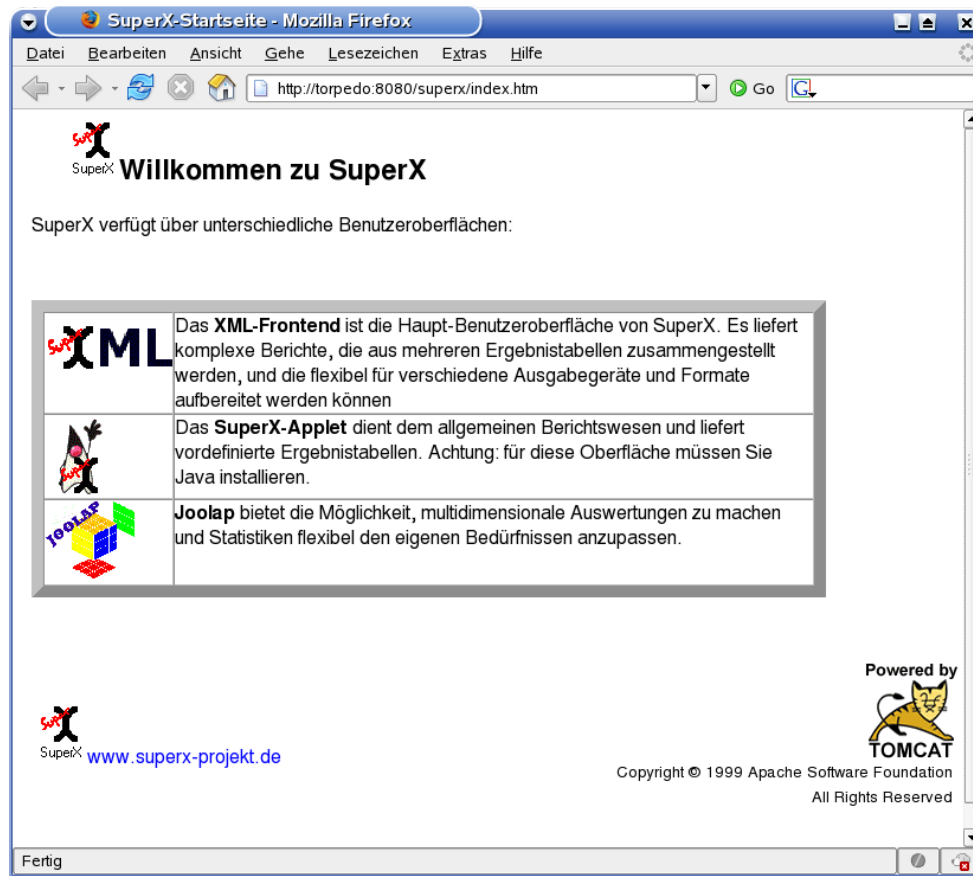 SuperX-Startseite - Mozilla Firefox
Datei Bearbeiten Ansicht Gehe Lesezeichen Extras Hilfe
http://torpedo:8080/superx/index.htm
Go
G
Super X
SuperX
Willkommen zu SuperX
SuperX verfügt über unterschiedliche Benutzeroberflächen:
Super XML
Das XML-Frontend ist die Haupt-Benutzeroberfläche von SuperX. Es liefert
komplexe Berichte, die aus mehreren Ergebnistabellen zusammengestellt
werden, und die flexibel für verschiedene Ausgabegeräte und Formate
aufbereitet werden können
Super X
Das SuperX-Applet dient dem allgemeinen Berichtswesen und liefert
vordefinierte Ergebnistabellen. Achtung: für diese Oberfläche müssen Sie
Java installieren.
JOOLAP
Joolap bietet die Möglichkeit, multidimensionale Auswertungen zu machen
und Statistiken flexibel den eigenen Bedürfnissen anzupassen.
Powered by
TOMCAT
Super X
SuperX
www.superx-projekt.de
Copyright © 1999 Apache Software Foundation
All Rights Reserved
Fertig